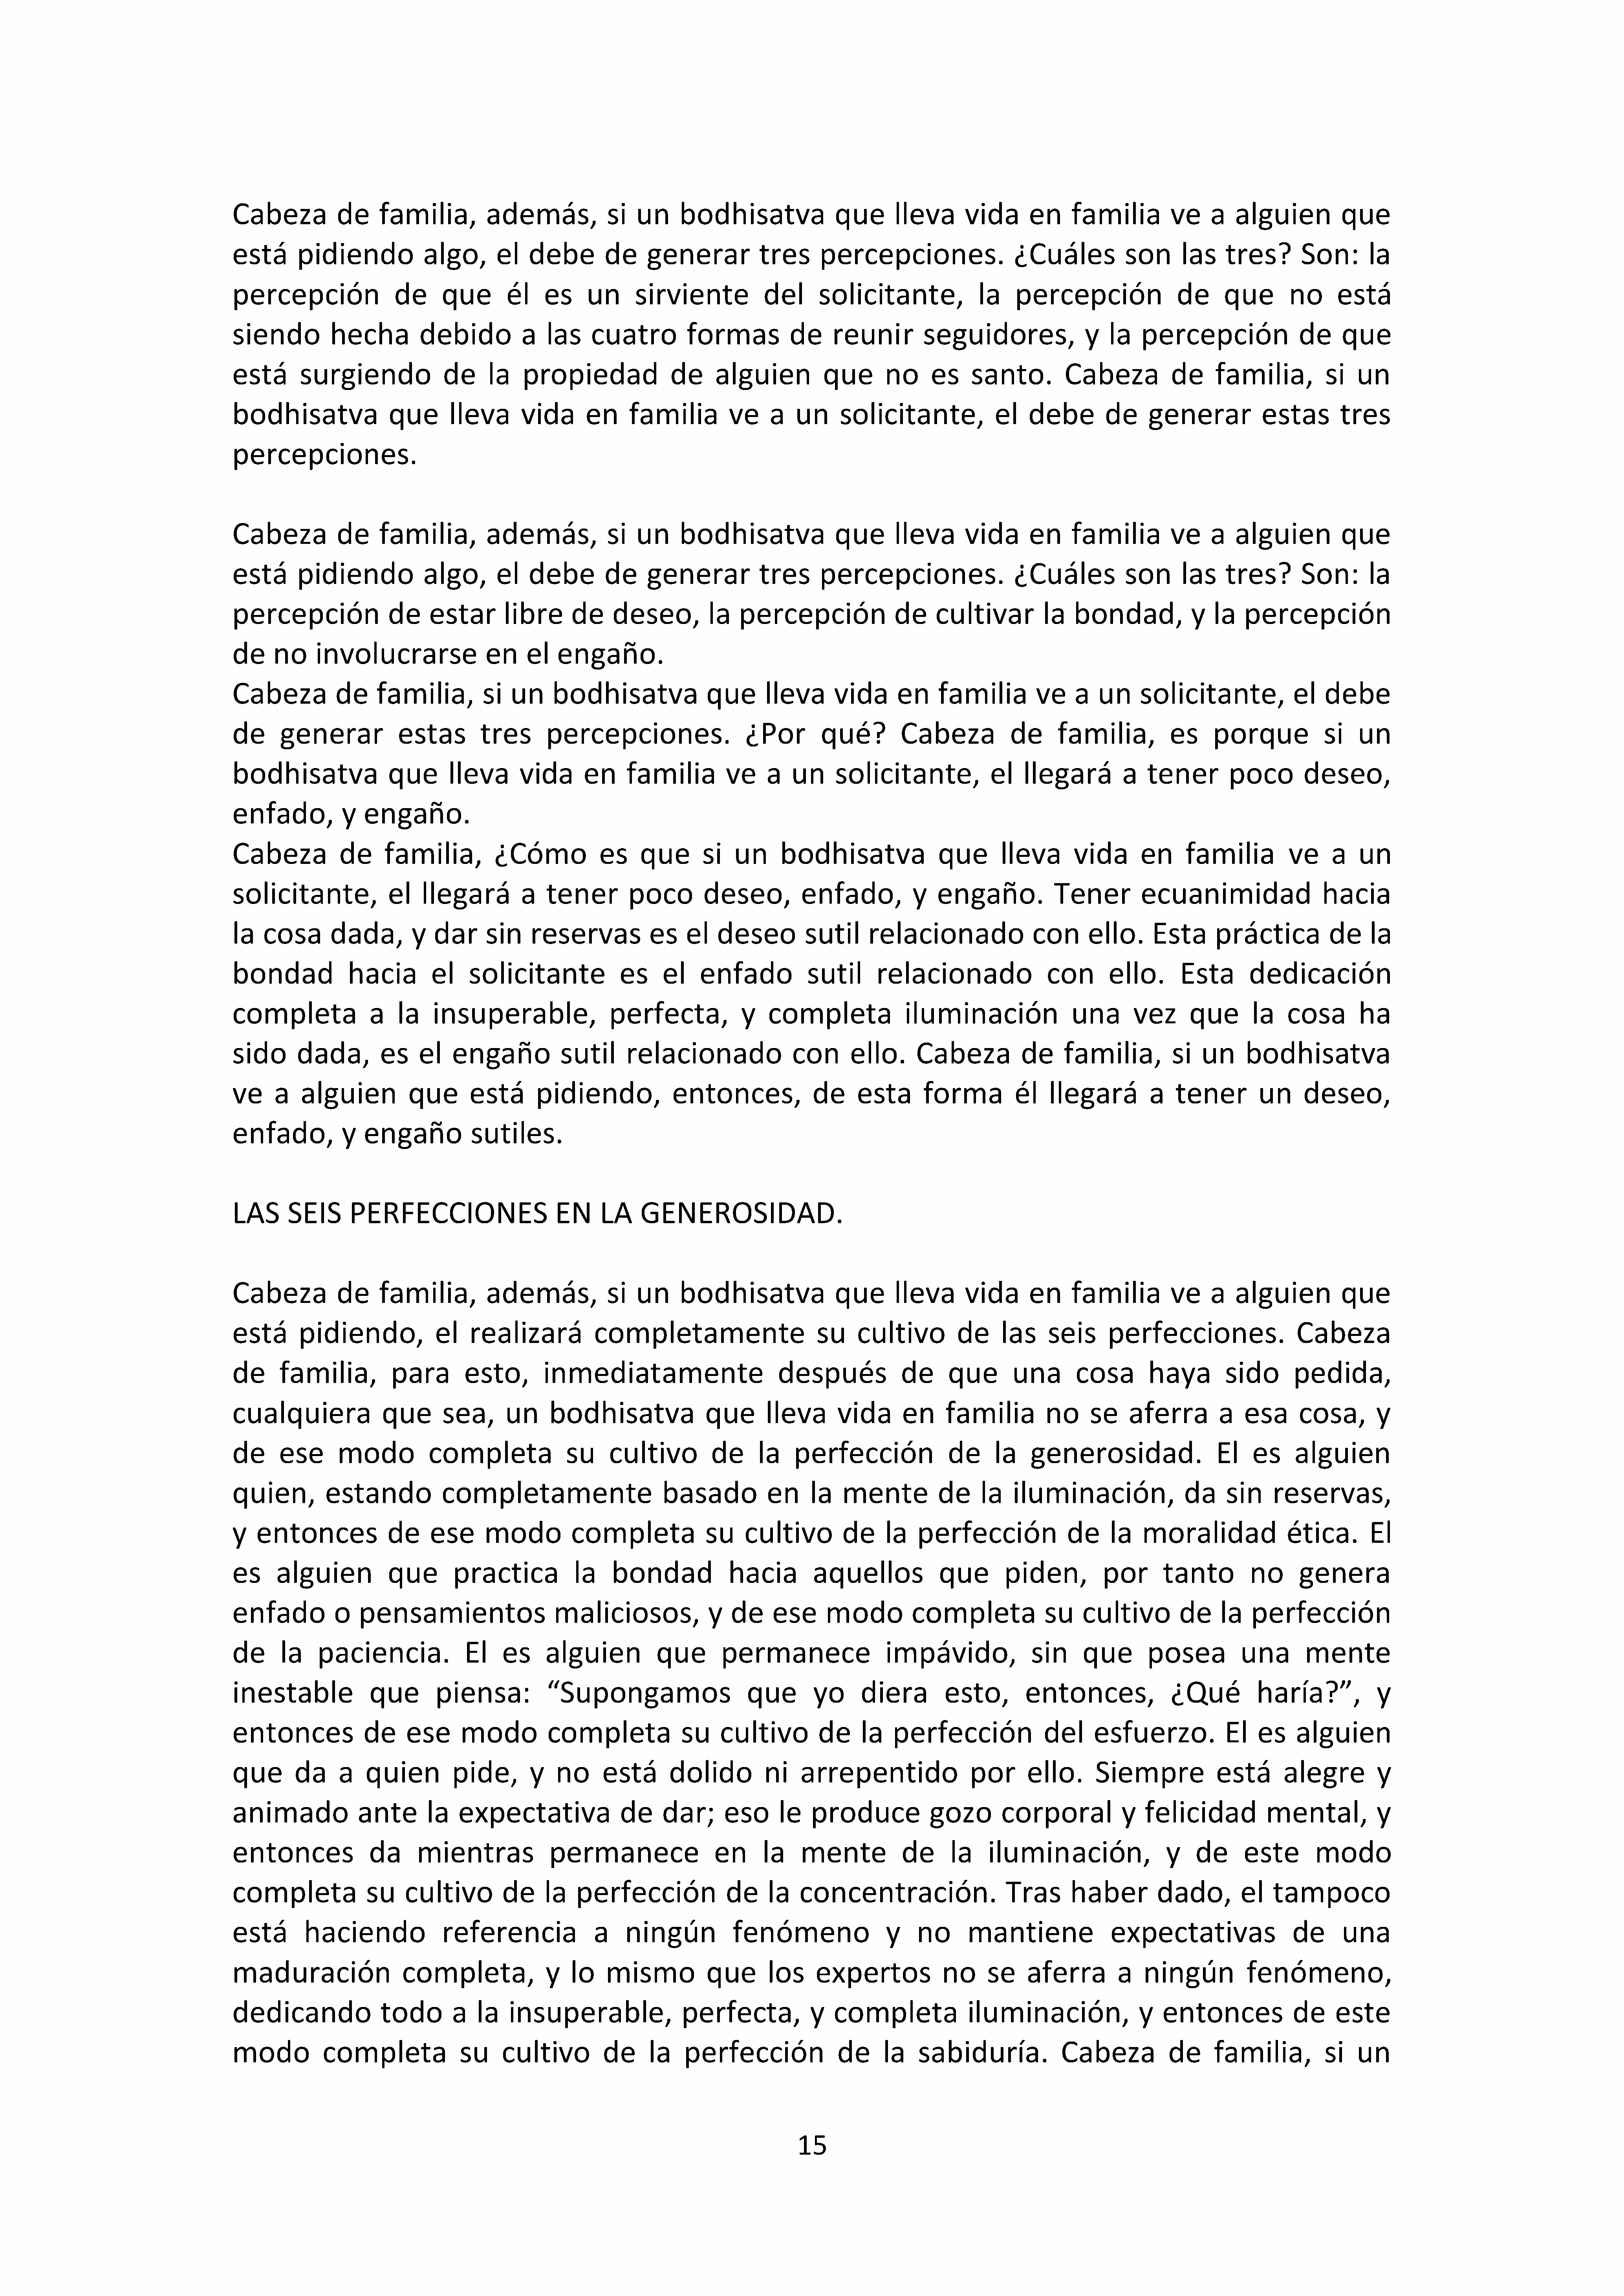 Cabeza de familia, además, si un bodhisatva que lleva vida en familia ve a alguien que
está pidiendo algo, el debe de generar tres percepciones. ¿Cuáles son las tres? Son: la
percepción de que él es un sirviente del solicitante, la percepción de que no está
siendo hecha debido a las cuatro formas de reunir seguidores, y la percepción de que
está surgiendo de la propiedad de alguien que no es santo. Cabeza de familia, si un
bodhisatva que lleva vida en familia ve a un solicitante, el debe de generar estas tres
percepciones.
Cabeza de familia, además, si un bodhisatva que lleva vida en familia ve a alguien que
está pidiendo algo, el debe de generar tres percepciones. ¿Cuáles son las tres? Son: la
percepción de estar libre de deseo, la percepción de cultivar la bondad, y la percepción
de no involucrarse en el engaño.
Cabeza de familia, si un bodhisatva que lleva vida en familia ve a un solicitante, el debe
de generar estas tres percepciones. ¿Por qué? Cabeza de familia, es porque si un
bodhisatva que lleva vida en familia ve a un solicitante, el llegará a tener poco deseo,
enfado, y engaño.
Cabeza de familia, ¿Cómo es que si un bodhisatva que lleva vida en familia ve a un
solicitante, el llegará a tener poco deseo, enfado, y engaño. Tener ecuanimidad hacia
la cosa dada, y dar sin reservas es el deseo sutil relacionado con ello. Esta práctica de la
bondad hacia el solicitante es el enfado sutil relacionado con ello. Esta dedicación
completa a la insuperable, perfecta, y completa iluminación una vez que la cosa ha
sido dada, es el engaño sutil relacionado con ello. Cabeza de familia, si un bodhisatva
ve a alguien que está pidiendo, entonces, de esta forma él llegará a tener un deseo,
enfado, y engaño sutiles.
LAS SEIS PERFECCIONES EN LA GENEROSIDAD.
Cabeza de familia, además, si un bodhisatva que lleva vida en familia ve a alguien que
está pidiendo, el realizará completamente su cultivo de las seis perfecciones. Cabeza
de familia, para esto, inmediatamente después de que una cosa haya sido pedida,
cualquiera que sea, un bodhisatva que lleva vida en familia no se aferra a esa cosa, y
de ese modo completa su cultivo de la perfección de la generosidad. El es alguien
quien, estando completamente basado en la mente de la iluminación, da sin reservas,
y entonces de ese modo completa su cultivo de la perfección de la moralidad ética. El
es alguien que practica la bondad hacia aquellos que piden, por tanto no genera
enfado o pensamientos maliciosos, y de ese modo completa su cultivo de la perfección
de la paciencia. El es alguien que permanece impávido, sin que posea una mente
inestable que piensa: “Supongamos que yo diera esto, entonces, ¿Qué haría?”, y
entonces de ese modo completa su cultivo de la perfección del esfuerzo. El es alguien
que da a quien pide, y no está dolido ni arrepentido por ello. Siempre está alegre y
animado ante la expectativa de dar; eso le produce gozo corporal y felicidad mental, y
entonces da mientras permanece en la mente de la iluminación, y de este modo
completa su cultivo de la perfección de la concentración. Tras haber dado, el tampoco
está haciendo referencia a ningún fenómeno y no mantiene expectativas de una
maduración completa, y lo mismo que los expertos no se aferra a ningún fenómeno,
dedicando todo a la insuperable, perfecta, y completa iluminación, y entonces de este
modo completa su cultivo de la perfección de la sabiduría. Cabeza de familia, si un
15